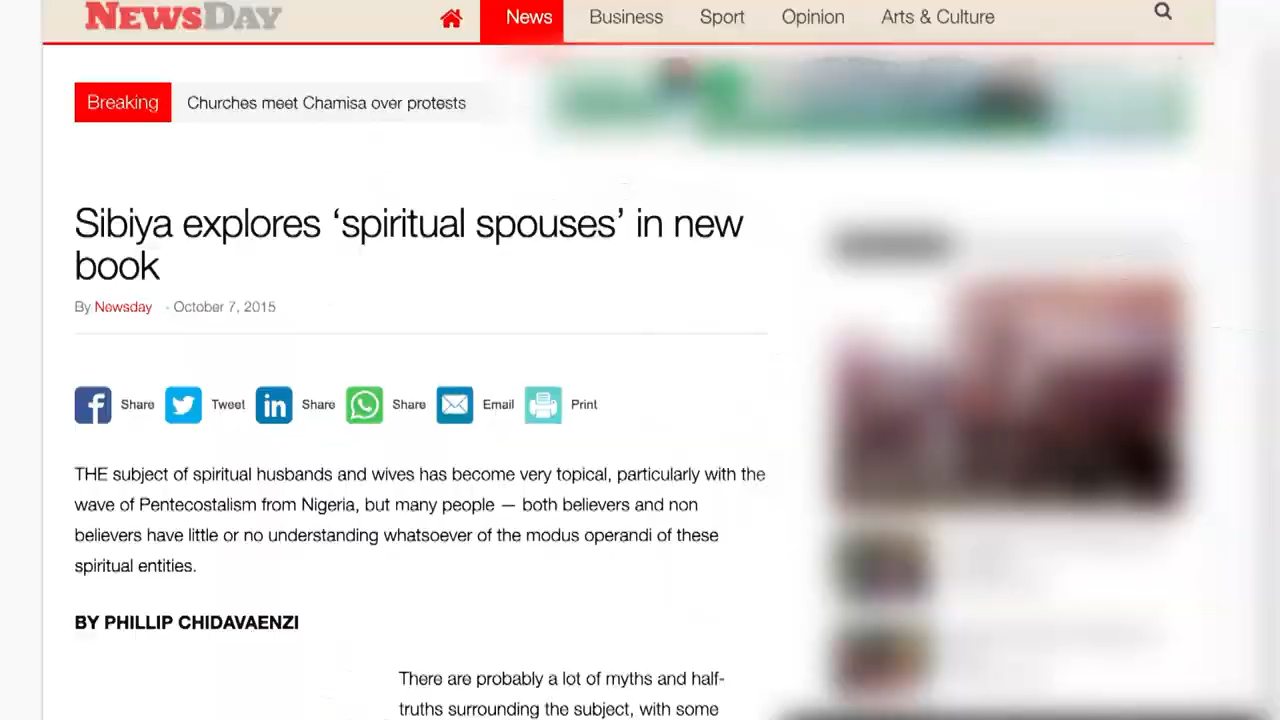 NEWSDAY
News Business Sport Opinion Arts & Culture
Breaking Churches meet Chamisa over protests
Sibiya explores ‘spiritual spouses’ in new
book
By Newsday - October 7, 2015
Share Tweet Share Share Email Print
THE subject of spiritual husbands and wives has become very topical, particularly with the
wave of Pentecostalism from Nigeria, but many people — both believers and non
believers have little or no understanding whatsoever of the modus operandi of these
spiritual entities.
BY PHILLIP CHIDAVAENZI
There are probably a lot of myths and half-
truths surrounding the subject, with some